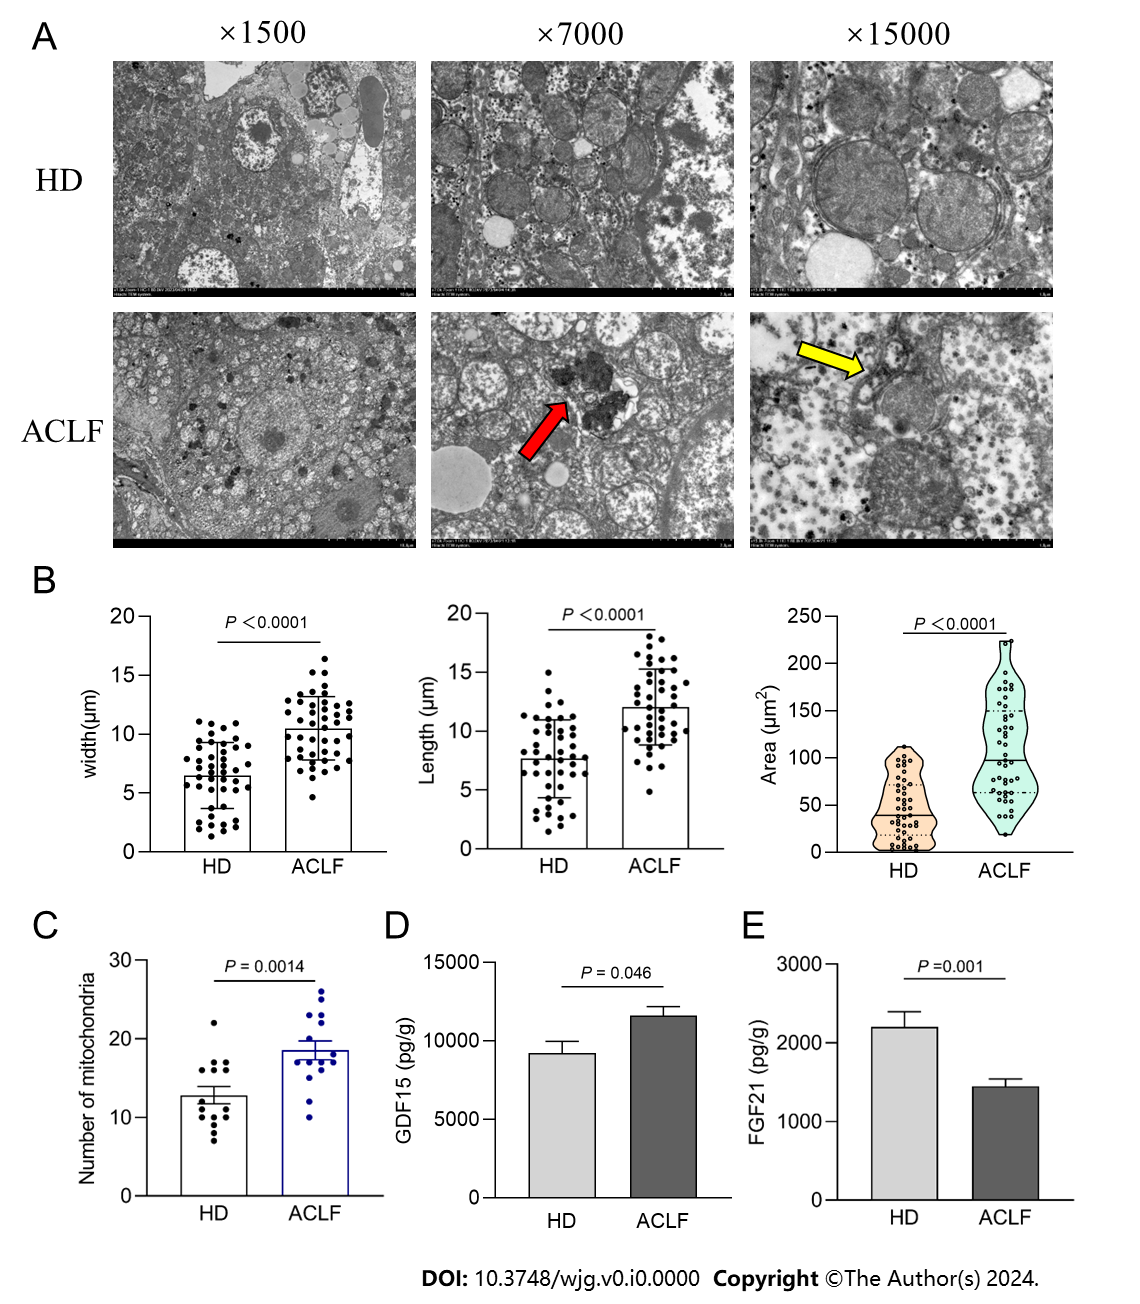 A
×1500
×7000
×15000
HD
ACLF
B
20
15
10
5
0
width(μm)
P ＜0.0001
HD
ACLF
20
15
10
5
0
Length (μm)
P ＜0.0001
HD
ACLF
250
200
150
100
50
0
Area (μm²)
P ＜0.0001
HD
ACLF
C
30
20
10
0
Number of mitochondria
P = 0.0014
HD
ACLF
D
15000
10000
5000
0
GDF15 (pg/g)
P = 0.046
HD
ACLF
E
3000
2000
1000
0
FGF21 (pg/g)
P =0.001
HD
ACLF
DOI: 10.3748/wjg.v0.i0.0000 Copyright ©The Author(s) 2024.